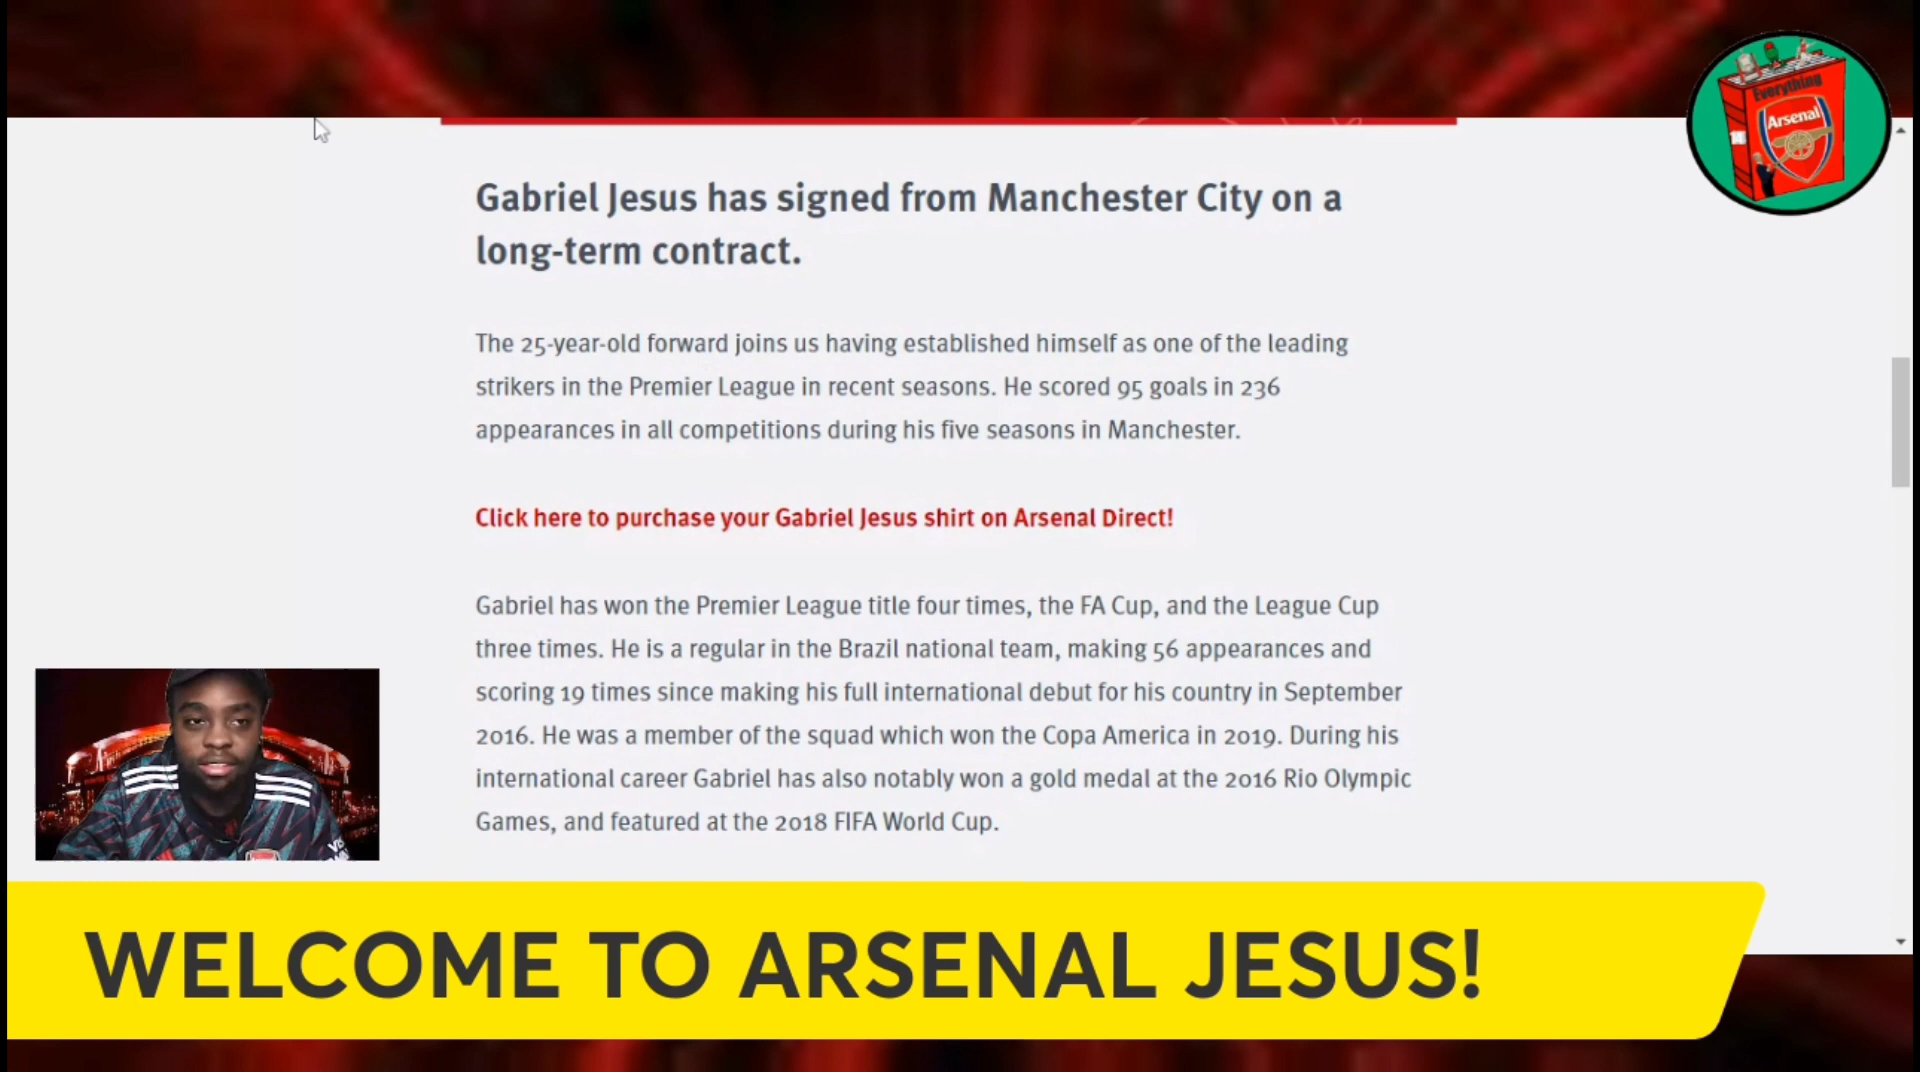 Everything
Arsenal
Gabriel Jesus has signed from Manchester City on a
long-term contract.
The 25-year-old forward joins us having established himself as one of the leading
strikers in the Premier League in recent seasons. He scored 95 goals in 236
appearances in all competitions during his five seasons in Manchester.
Click here to purchase your Gabriel Jesus shirt on Arsenal Direct!
Gabriel has won the Premier League title four times, the FA Cup, and the League Cup
three times. He is a regular in the Brazil national team, making 56 appearances and
scoring 19 times since making his full international debut for his country in September
2016. He was a member of the squad which won the Copa America in 2019. During his
international career Gabriel has also notably won a gold medal at the 2016 Rio Olympic
Games, and featured at the 2018 FIFA World Cup.
WELCOME TO ARSENAL JESUS!